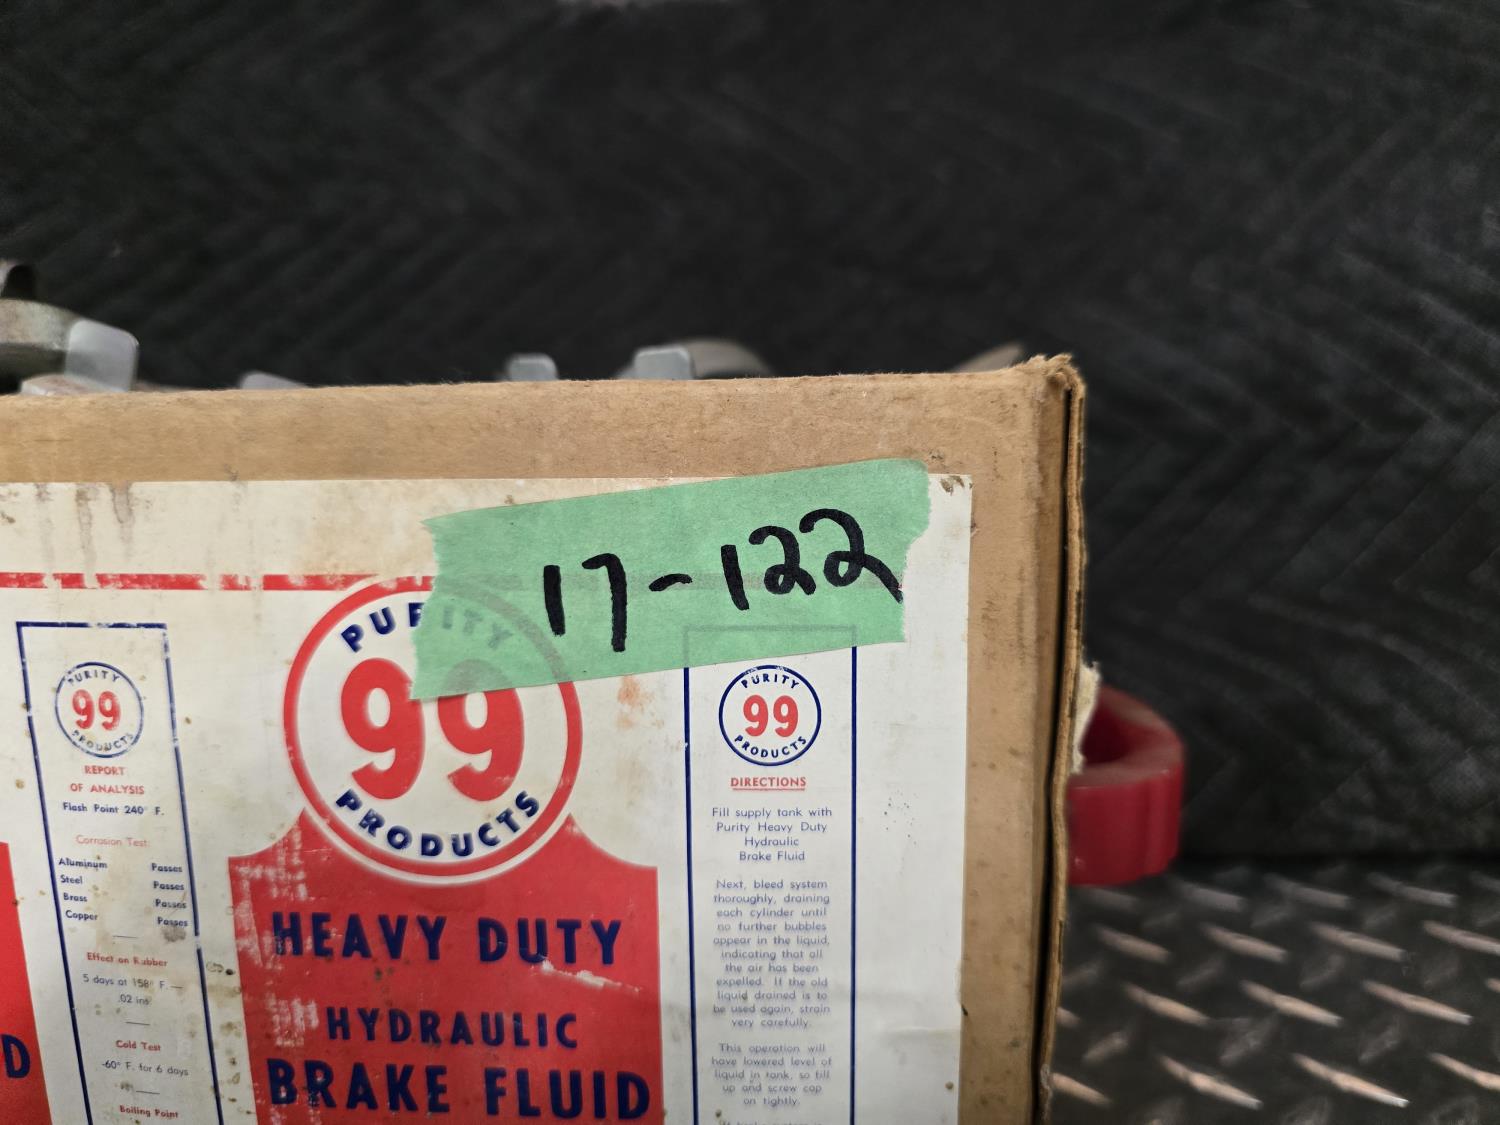 17-122
PURITY
99
PRODUCTS
REPORT
OF ANALYSIS
Flash Point 240° F.
Corrosion Test:
Aluminum Passes
Steel Passes
Brass Passes
Copper Passes
Effect on Rubber
5 days at 158° F.—
.02 ins.
Cold Test
-60° F. for 6 days
Boiling Point
D
PURITY
99
PRODUCTS
HEAVY DUTY
HYDRAULIC
BRAKE FLUID
PURITY
99
PRODUCTS
DIRECTIONS
Fill supply tank with
Purity Heavy Duty
Hydraulic
Brake Fluid
Next, bleed system
thoroughly, draining
each cylinder until
no further bubbles
appear in the liquid,
indicating that all
the air has been
expelled. If the old
liquid drained is to
be used again, strain
very carefully.
This operation will
have lowered level of
liquid in tank, so fill
up and screw cap
on tightly.